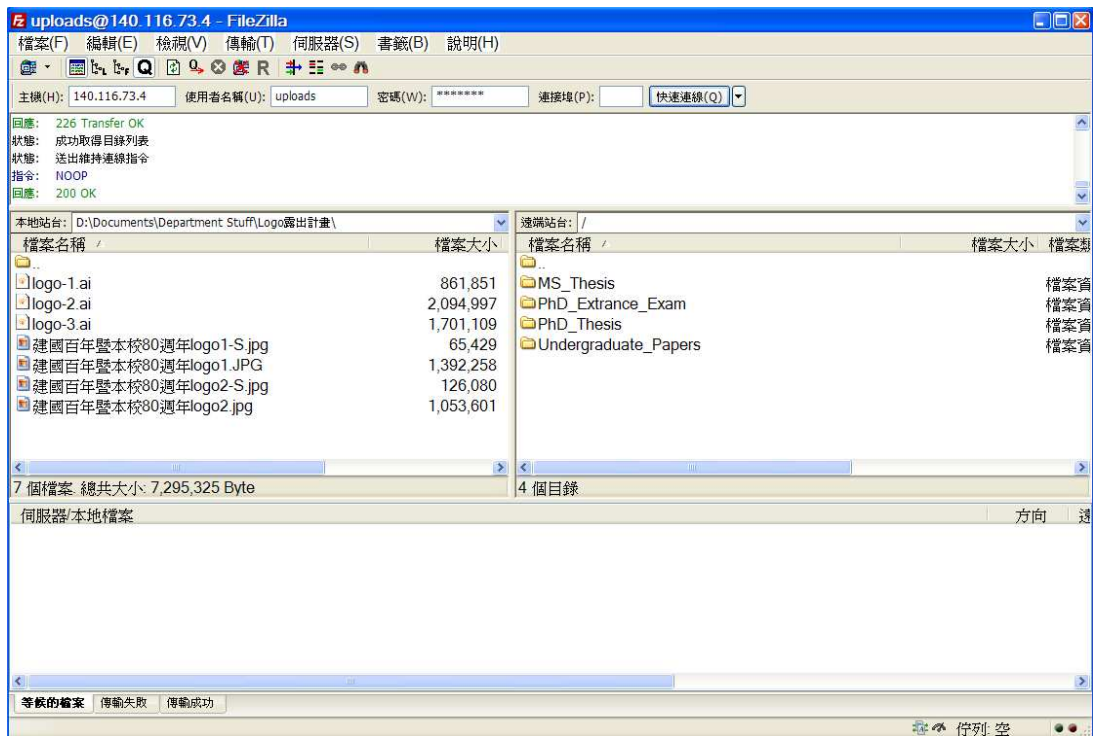 uploads@140.116.73.4 - FileZilla
檔案(F) 編輯(E) 檢視(V) 傳輸(T) 伺服器(S) 書籤(B) 說明(H)
主機(H): 140.116.73.4 使用者名稱(U): uploads 密碼(W): ******* 連接埠(P): 快速連線(Q)
回應: 226 Transfer OK
狀態: 成功取得目錄列表
狀態: 送出維持連線指令
指令: NOOP
回應: 200 OK
本地站台: D:\Documents\Department Stuff\Logo露出計畫\ 遠端站台: /
檔案名稱 / 檔案大小 檔案名稱 / 檔案大小 檔案類
.. ..
logo-1.ai 861,851 MS_Thesis 檔案資
logo-2.ai 2,094,997 PhD_Extrance_Exam 檔案資
logo-3.ai 1,701,109 PhD_Thesis 檔案資
建國百年暨本校80週年logo1-S.jpg 65,429 Undergraduate_Papers 檔案資
建國百年暨本校80週年logo1.JPG 1,392,258
建國百年暨本校80週年logo2-S.jpg 126,080
建國百年暨本校80週年logo2.jpg 1,053,601
7 個檔案. 總共大小: 7,295,325 Byte 4 個目錄
伺服器/本地檔案 方向 遠
等候的檔案 傳輸失敗 傳輸成功
佇列: 空